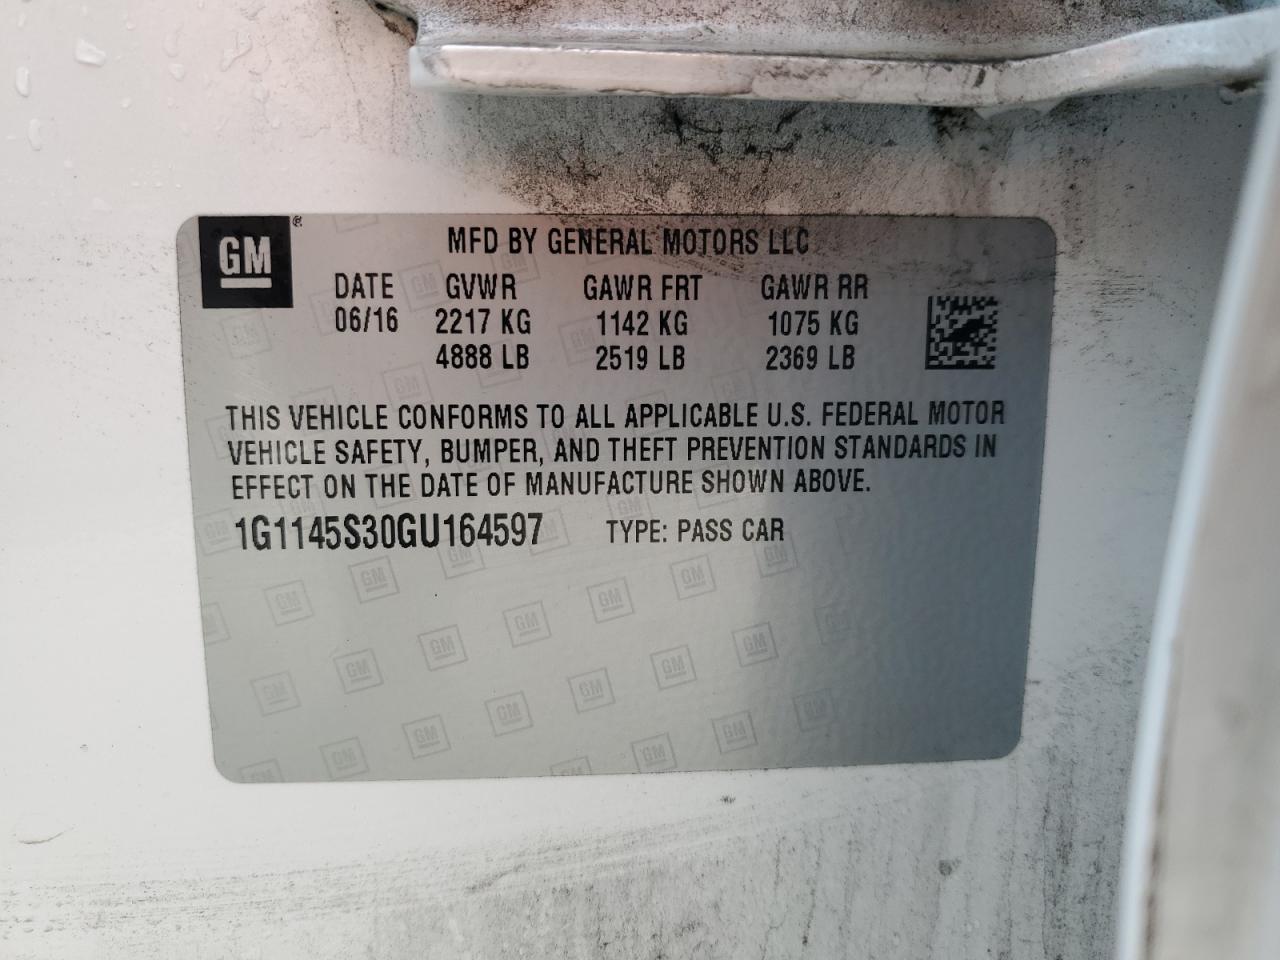 GM ®
MFD BY GENERAL MOTORS LLC
DATE GVWR GAWR FRT GAWR RR
06/16 2217 KG 1142 KG 1075 KG
4888 LB 2519 LB 2369 LB
THIS VEHICLE CONFORMS TO ALL APPLICABLE U.S. FEDERAL MOTOR
VEHICLE SAFETY, BUMPER, AND THEFT PREVENTION STANDARDS IN
EFFECT ON THE DATE OF MANUFACTURE SHOWN ABOVE.
1G1145S30GU164597 TYPE: PASS CAR